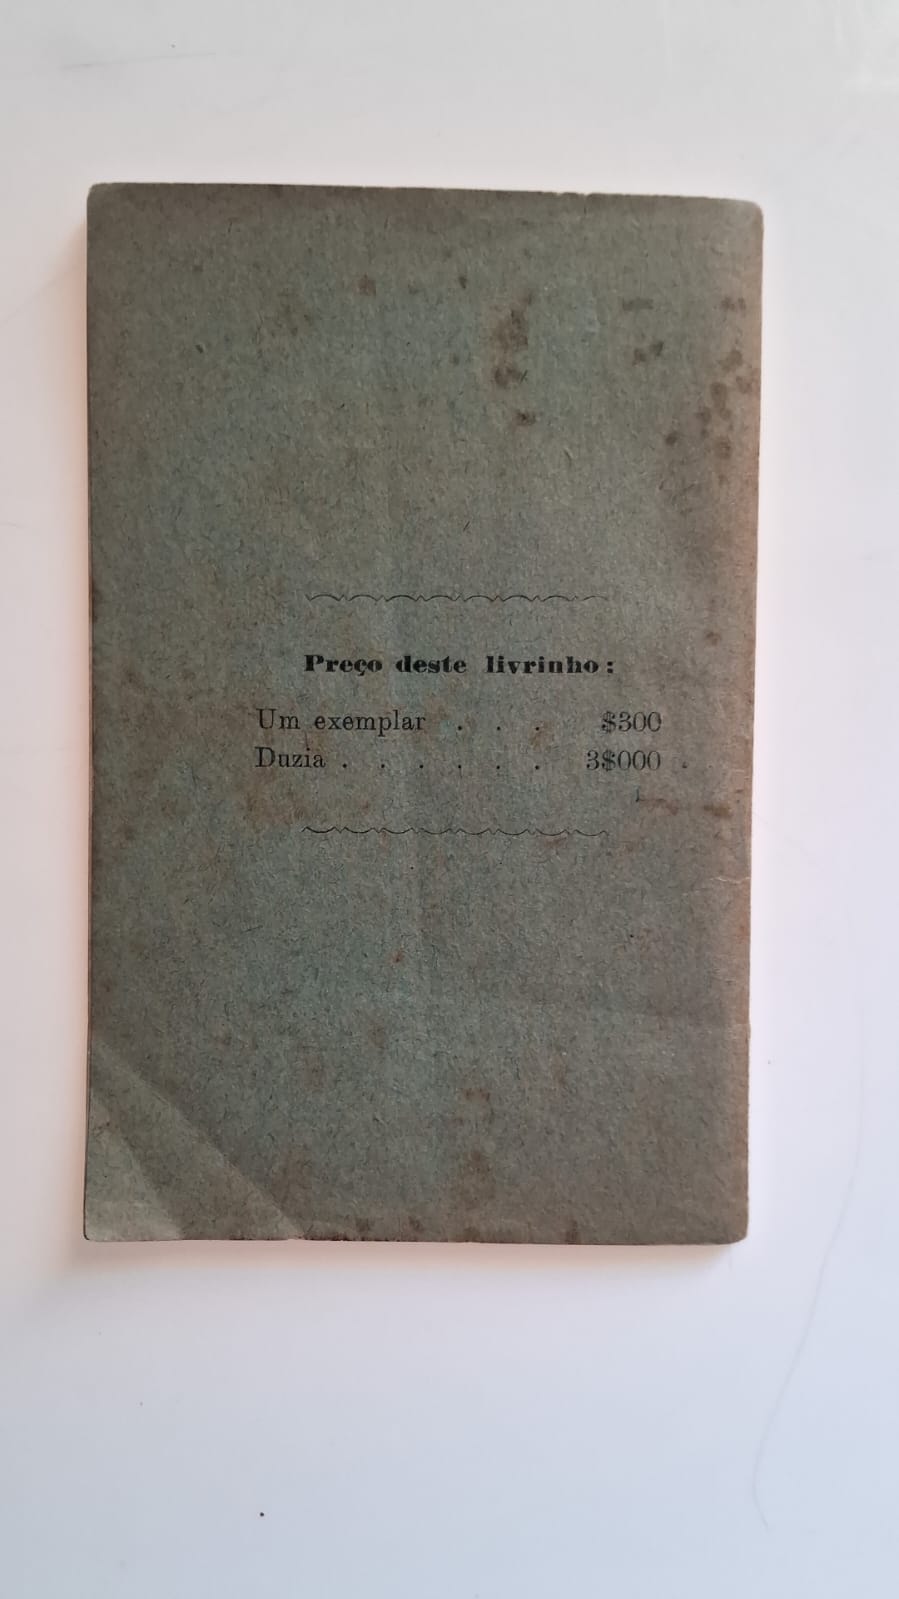 Preço deste livrinho:
Um exemplar . . . $300
Duzia . . . . . . 3$000